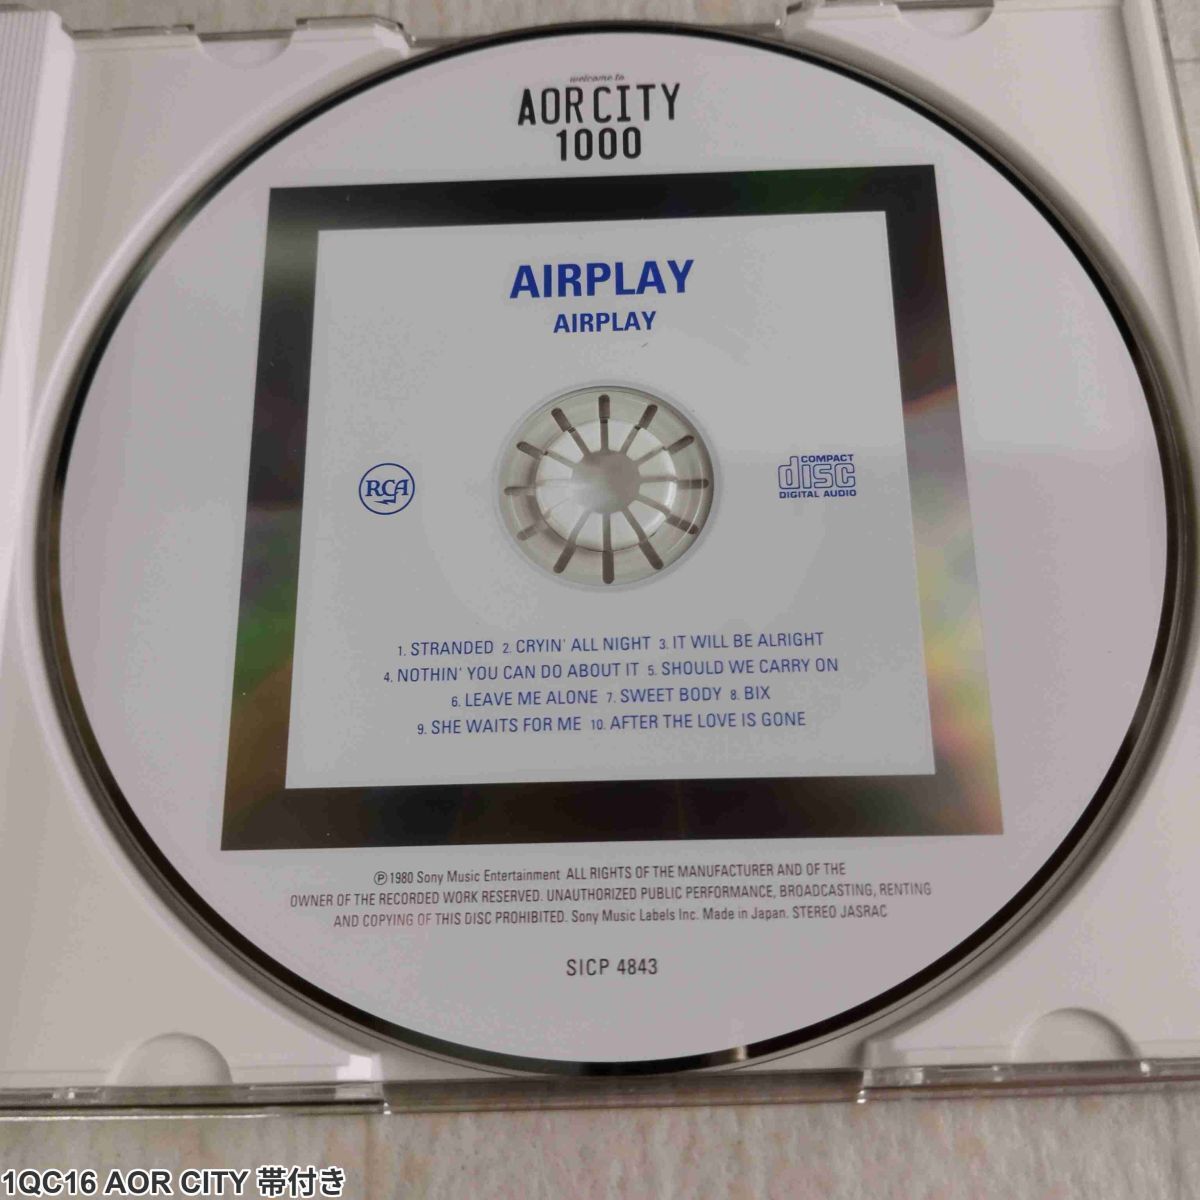 welcome to
AOR CITY
1000
AIRPLAY
AIRPLAY
RCA
COMPACT
disc
DIGITAL AUDIO
1. STRANDED 2. CRYIN' ALL NIGHT 3. IT WILL BE ALRIGHT
4. NOTHIN' YOU CAN DO ABOUT IT 5. SHOULD WE CARRY ON
6. LEAVE ME ALONE 7. SWEET BODY 8. BIX
9. SHE WAITS FOR ME 10. AFTER THE LOVE IS GONE
℗1980 Sony Music Entertainment ALL RIGHTS OF THE MANUFACTURER AND OF THE
OWNER OF THE RECORDED WORK RESERVED. UNAUTHORIZED PUBLIC PERFORMANCE, BROADCASTING, RENTING
AND COPYING OF THIS DISC PROHIBITED. Sony Music Labels Inc. Made in Japan. STEREO JASRAC
SICP 4843
1QC16 AOR CITY 帯付き